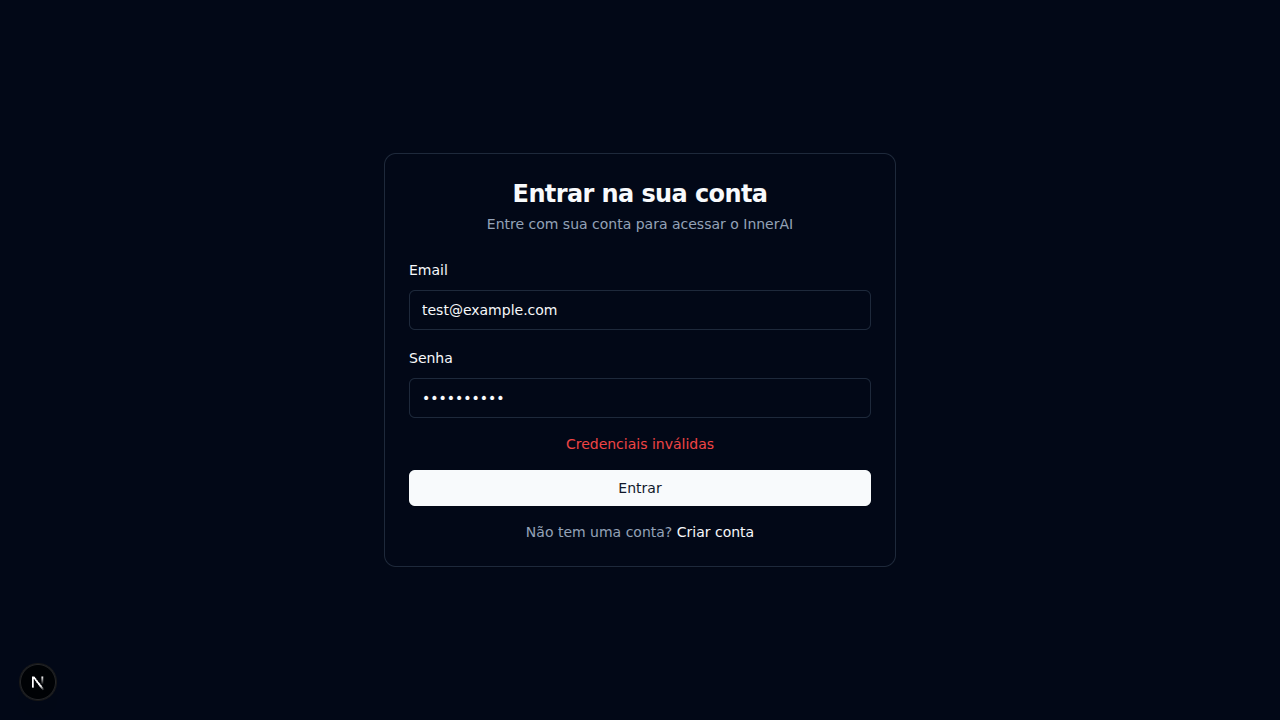 Entrar na sua conta
Entre com sua conta para acessar o InnerAI
Email
test@example.com
Senha
••••••••••
Credenciais inválidas
Entrar
Não tem uma conta? Criar conta
N